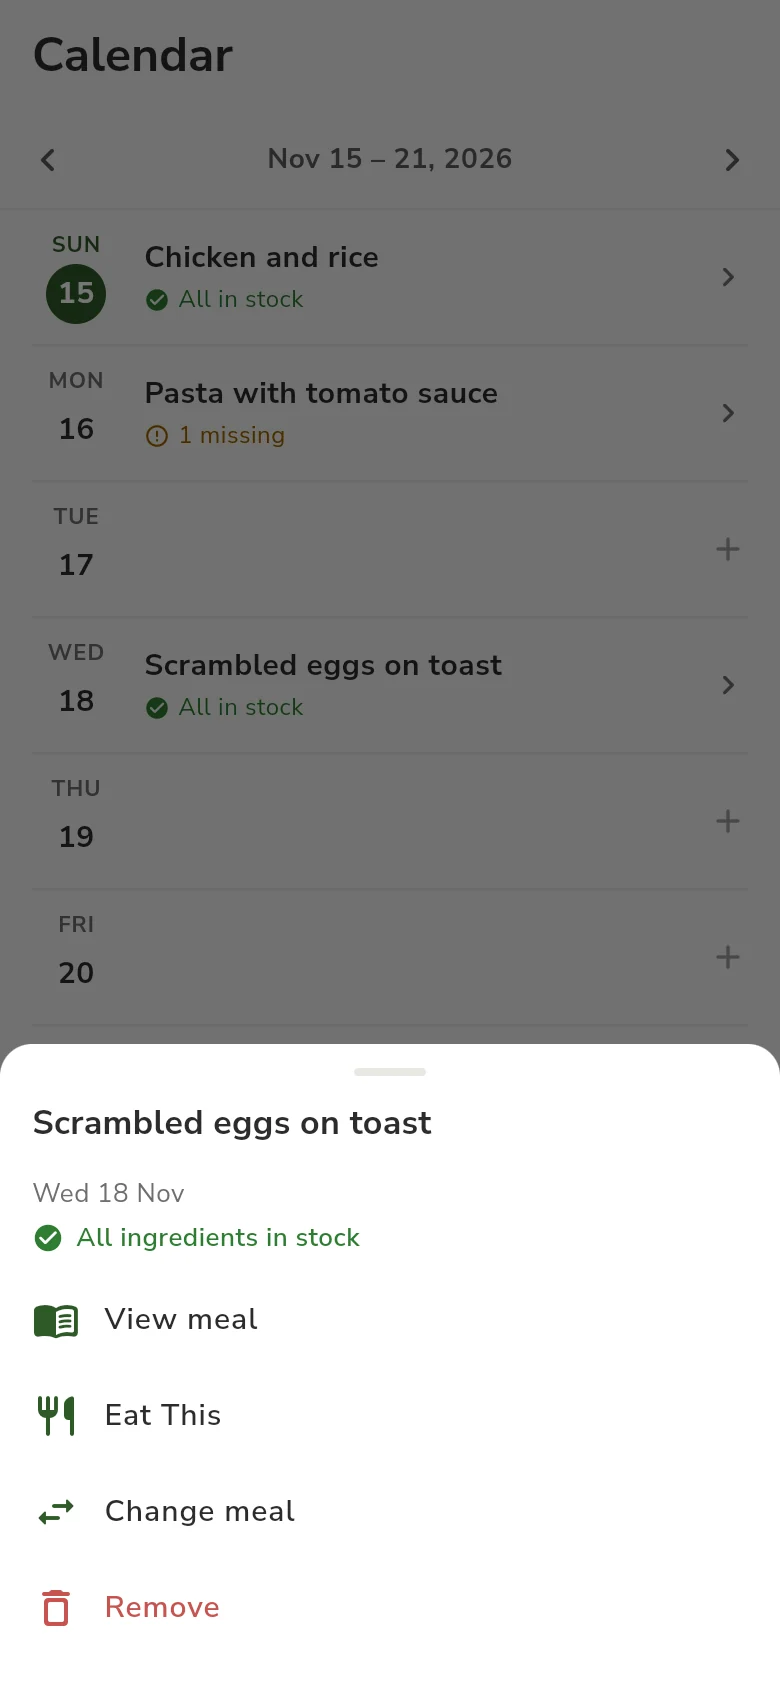 Calendar
Nov 15 – 21, 2026
SUN
15
Chicken and rice
All in stock
MON
16
Pasta with tomato sauce
1 missing
TUE
17
WED
18
Scrambled eggs on toast
All in stock
THU
19
FRI
20
Scrambled eggs on toast
Wed 18 Nov
All ingredients in stock
View meal
Eat This
Change meal
Remove